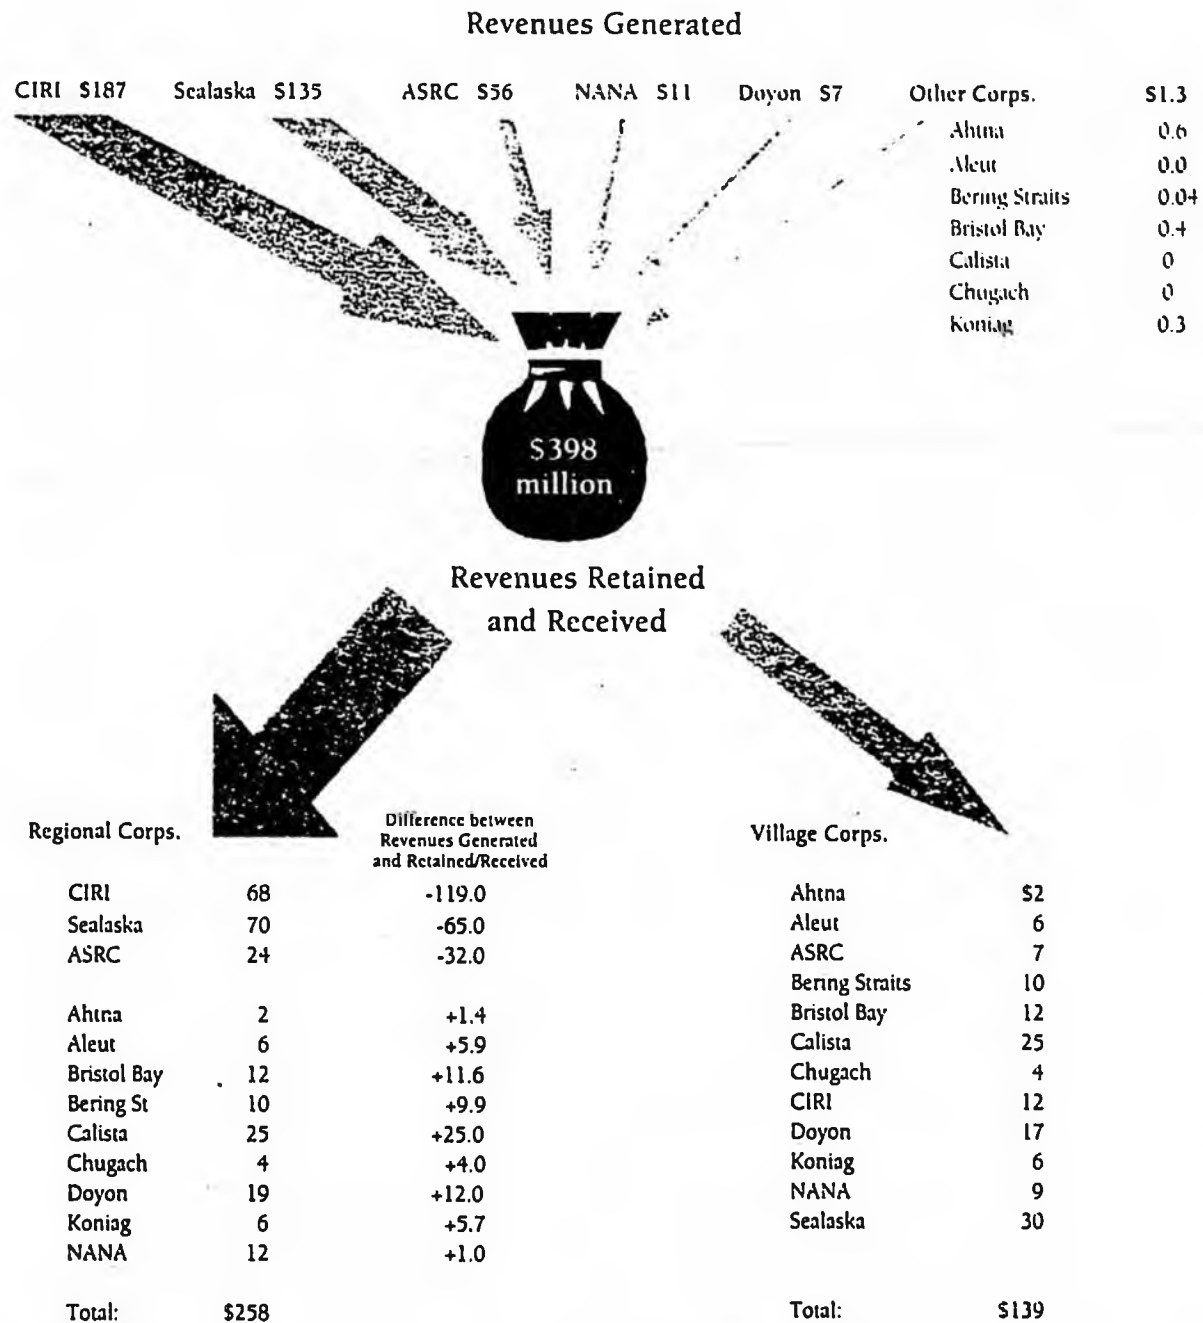 Revenues Generated
CIRI $187 Sealaska $135 ASRC $56 NANA $11 Doyon $7 Other Corps. $1.3
Ahtna 0.6
Aleut 0.0
Bering Straits 0.04
Bristol Bay 0.4
Calista 0
Chugach 0
Koniag 0.3
$398
million
Revenues Retained
and Received
Regional Corps.
Difference between
Revenues Generated
and Retained/Received
CIRI 68 -119.0
Sealaska 70 -65.0
ASRC 24 -32.0
Ahtna 2 +1.4
Aleut 6 +5.9
Bristol Bay 12 +11.6
Bering St 10 +9.9
Calista 25 +25.0
Chugach 4 +4.0
Doyon 19 +12.0
Koniag 6 +5.7
NANA 12 +1.0
Total: $258
Village Corps.
Ahtna $2
Aleut 6
ASRC 7
Bering Straits 10
Bristol Bay 12
Calista 25
Chugach 4
CIRI 12
Doyon 17
Koniag 6
NANA 9
Sealaska 30
Total: $139